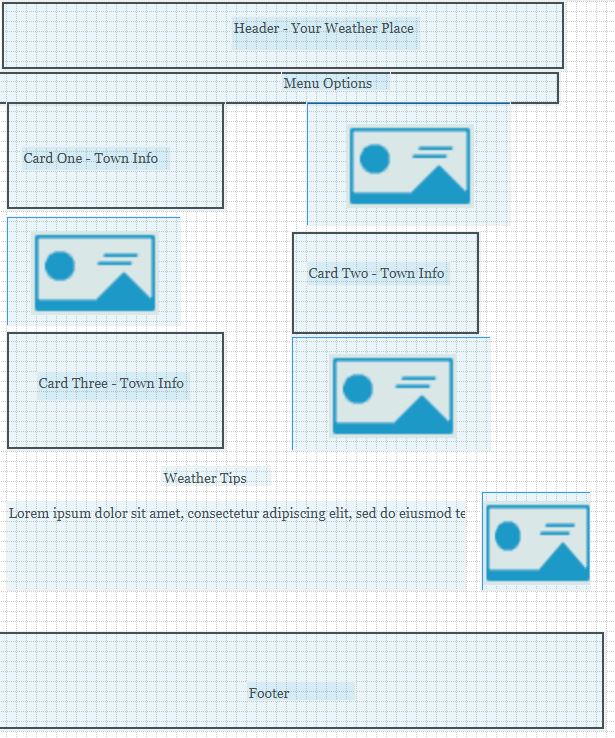 Header - Your Weather Place
Menu Options
Card One - Town Info
Card Two - Town Info
Card Three - Town Info
Weather Tips
Lorem ipsum dolor sit amet, consectetur adipiscing elit, sed do eiusmod te
Footer